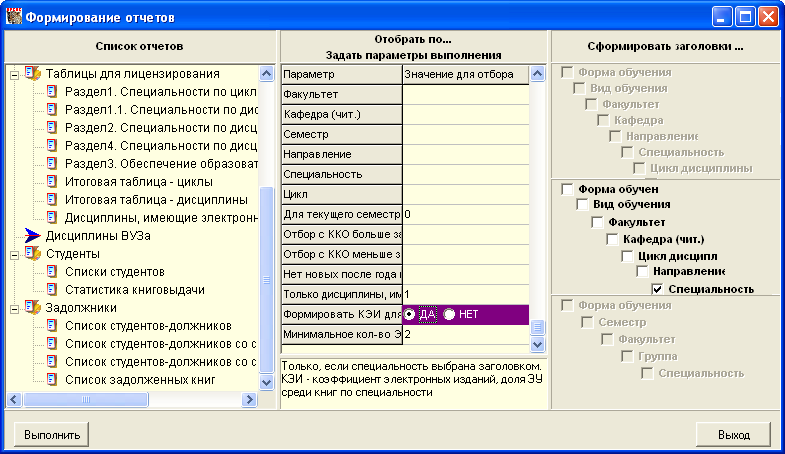 Формирование отчетов
Список отчетов
Таблицы для лицензирования
Раздел1. Специальности по цикл
Раздел1.1. Специальности по дис
Раздел2. Специальности по дисц
Раздел4. Специальности по дисц
Раздел3. Обеспечение образоват
Итоговая таблица - циклы
Итоговая таблица - дисциплины
Дисциплины, имеющие электронн
Дисциплины ВУЗа
Студенты
Списки студентов
Статистика книговыдачи
Задолжники
Список студентов-должников
Список студентов-должников со с
Список студентов-должников со с
Список задолженных книг
Отобрать по...
Задать параметры выполнения
Параметр Значение для отбора
Факультет
Кафедра (чит.)
Семестр
Направление
Специальность
Цикл
Для текущего семестр 0
Отбор с ККО больше за
Отбор с ККО меньше з
Нет новых после года
Только дисциплины, им 1
Формировать КЭИ для ДА НЕТ
Минимальное кол-во Э 2
Только, если специальность выбрана заголовком.
КЭИ - коэффициент электронных изданий, доля ЭУ
среди книг по специальности
Сформировать заголовки ...
Форма обучения
Вид обучения
Факультет
Кафедра
Направление
Специальность
Цикл дисциплины
Форма обучен
Вид обучения
Факультет
Кафедра (чит.)
Цикл дисципл
Направление
Специальность
Форма обучения
Семестр
Факультет
Группа
Специальность
Выполнить
Выход